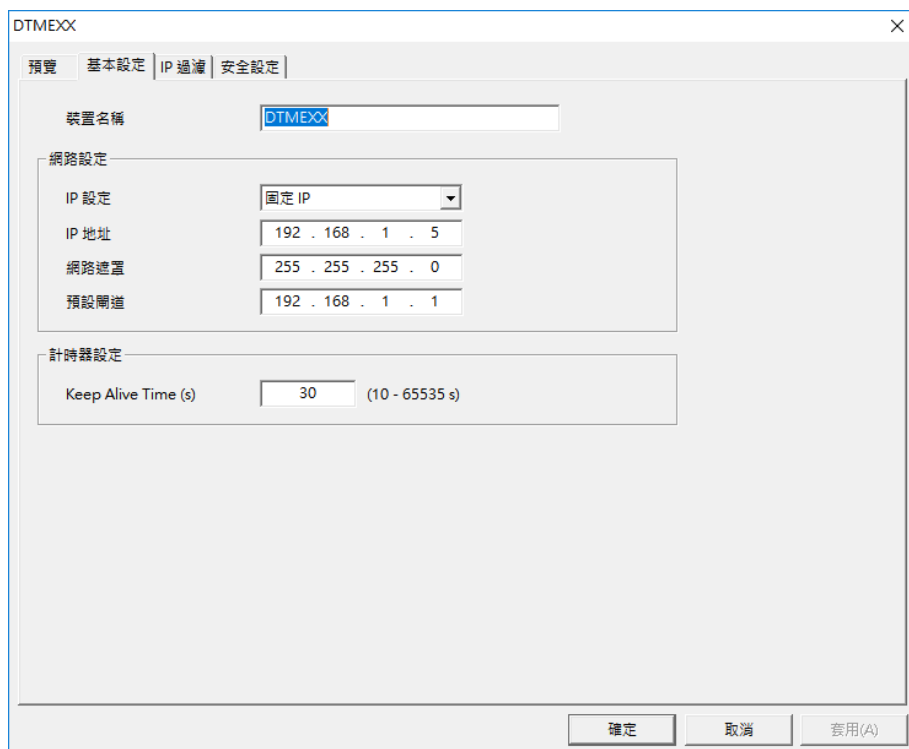 DTMEXX
預覽 基本設定 IP 過濾 安全設定
裝置名稱 DTMEXX
網路設定
IP 設定 固定 IP
IP 地址 192 . 168 . 1 . 5
網路遮罩 255 . 255 . 255 . 0
預設閘道 192 . 168 . 1 . 1
計時器設定
Keep Alive Time (s) 30 (10 - 65535 s)
確定 取消 套用(A)